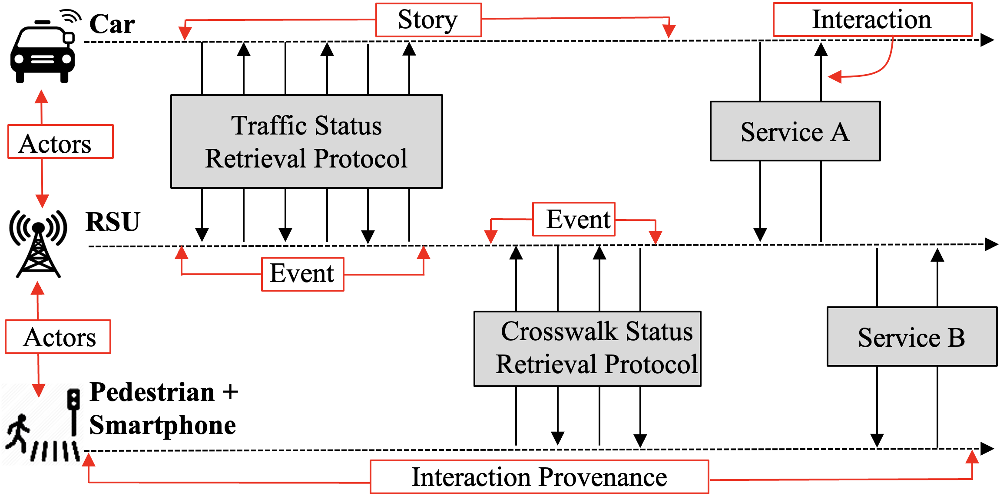 Car
Story
Interaction
Actors
Traffic Status
Retrieval Protocol
Service A
RSU
Event
Event
Actors
Crosswalk Status
Retrieval Protocol
Service B
Pedestrian +
Smartphone
Interaction Provenance